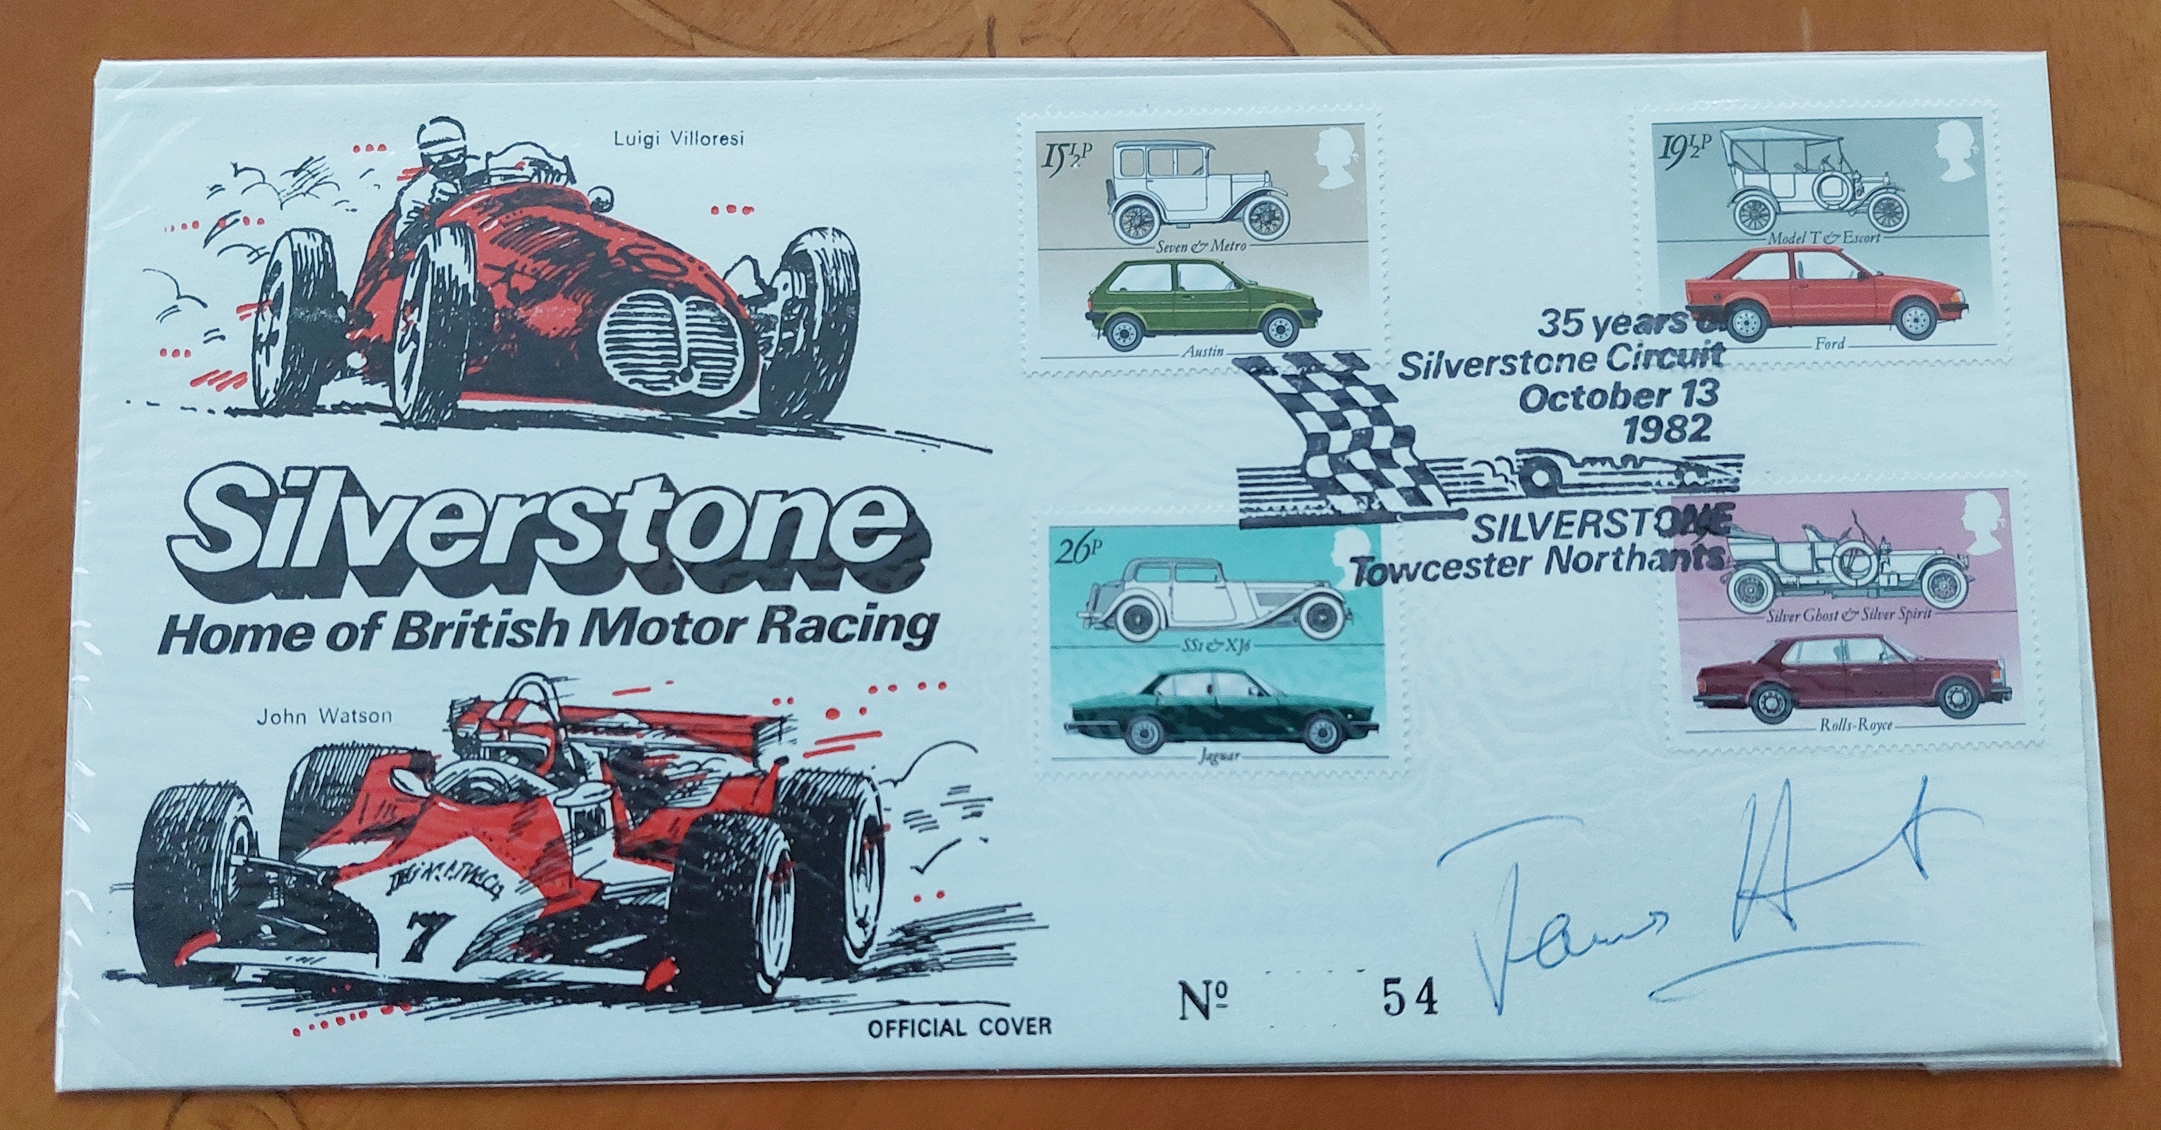 Luigi Villoresi
Silverstone
Home of British Motor Racing
John Watson
7
OFFICIAL COVER
15½P
Seven & Metro
Austin
19½P
Model T & Escort
Ford
35 years
Silverstone Circuit
October 13
1982
SILVERSTONE
Towcester Northants
26P
SS1 & XJ6
Jaguar
Silver Ghost & Silver Spirit
Rolls-Royce
James Hunt
Nº 54